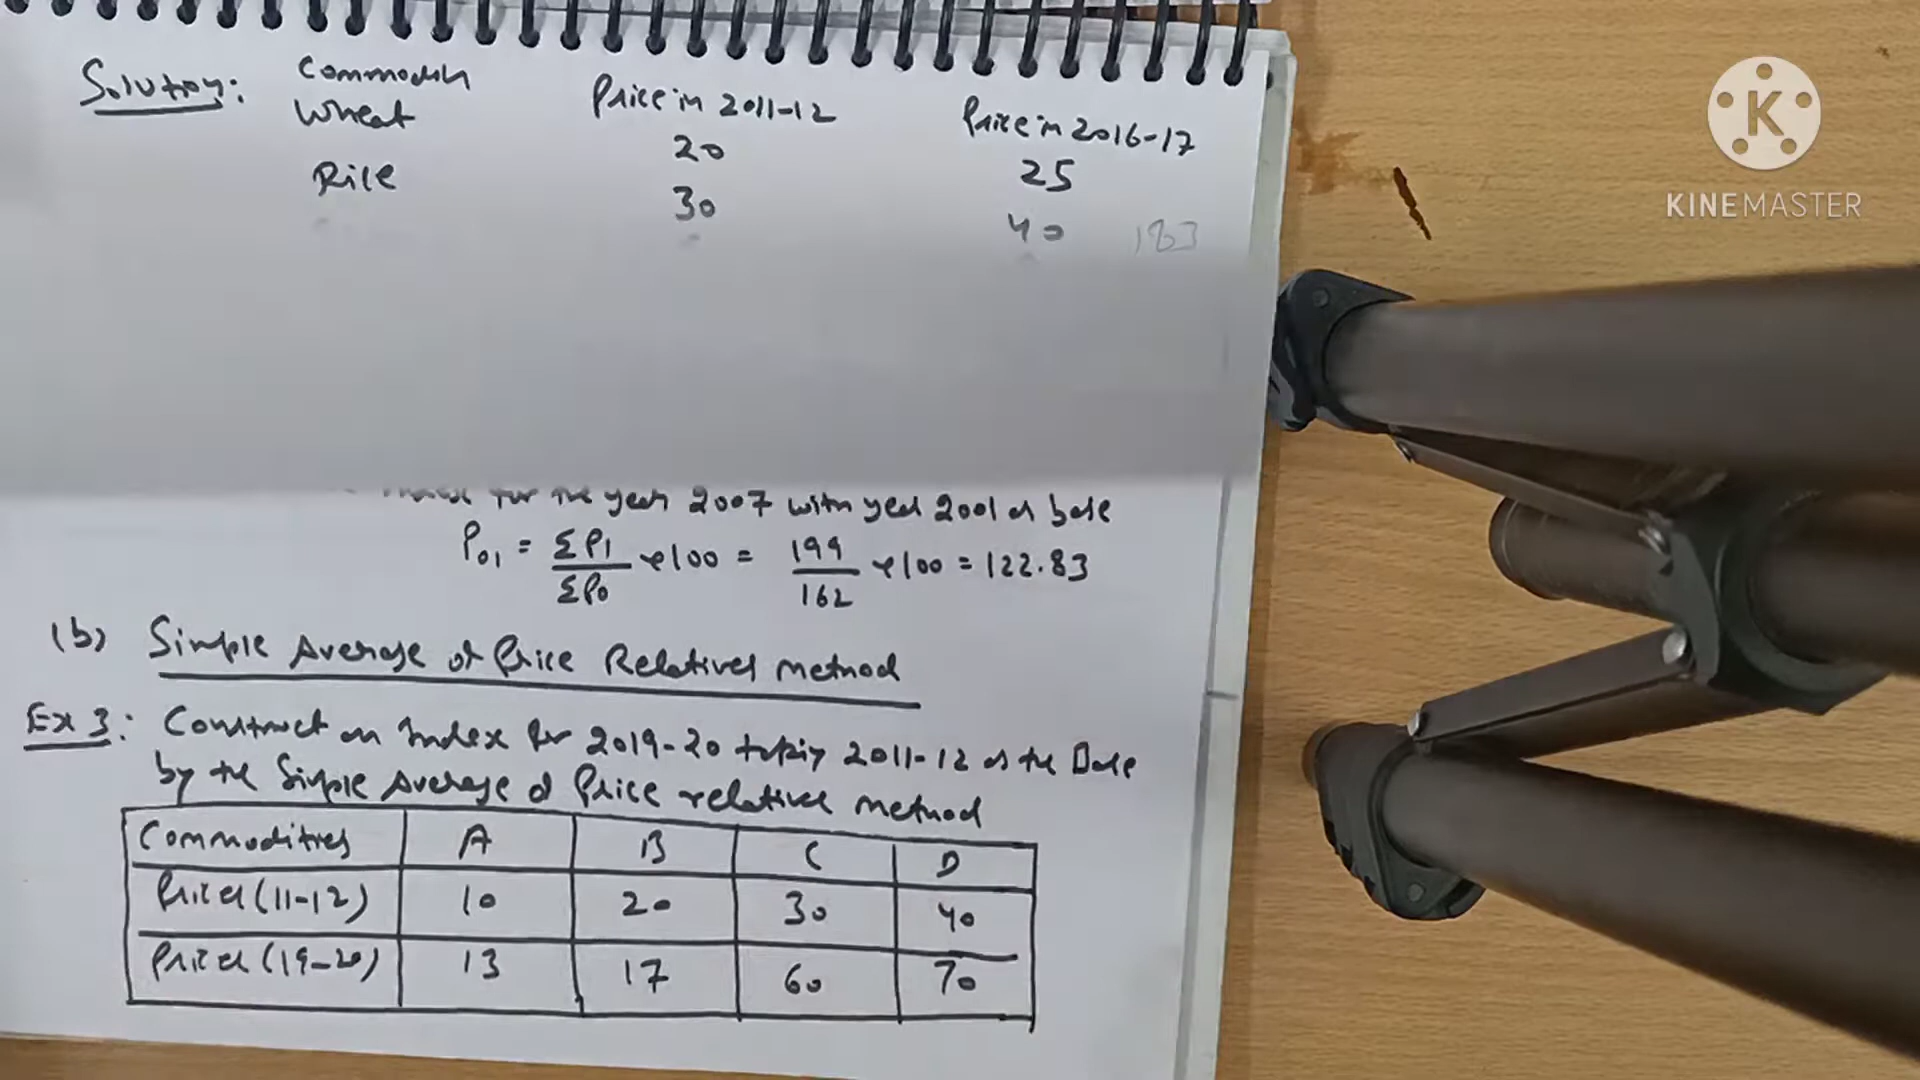 Solution: Commodity Price in 2011-12 Price in 2016-17
Wheat 20 25
Rice 30 40
183
for the year 2007 with year 2001 as base
P01 = ΣP1/ΣP0 × 100 = 199/162 × 100 = 122.83
(b) Simple Average of Price Relatives method
Ex 3: Construct an Index for 2019-20 taking 2011-12 as the Base
by the Simple Average of Price relative method
Commodities A B C D
Prices (11-12) 10 20 30 40
Prices (19-20) 13 17 60 70
K
KINEMASTER